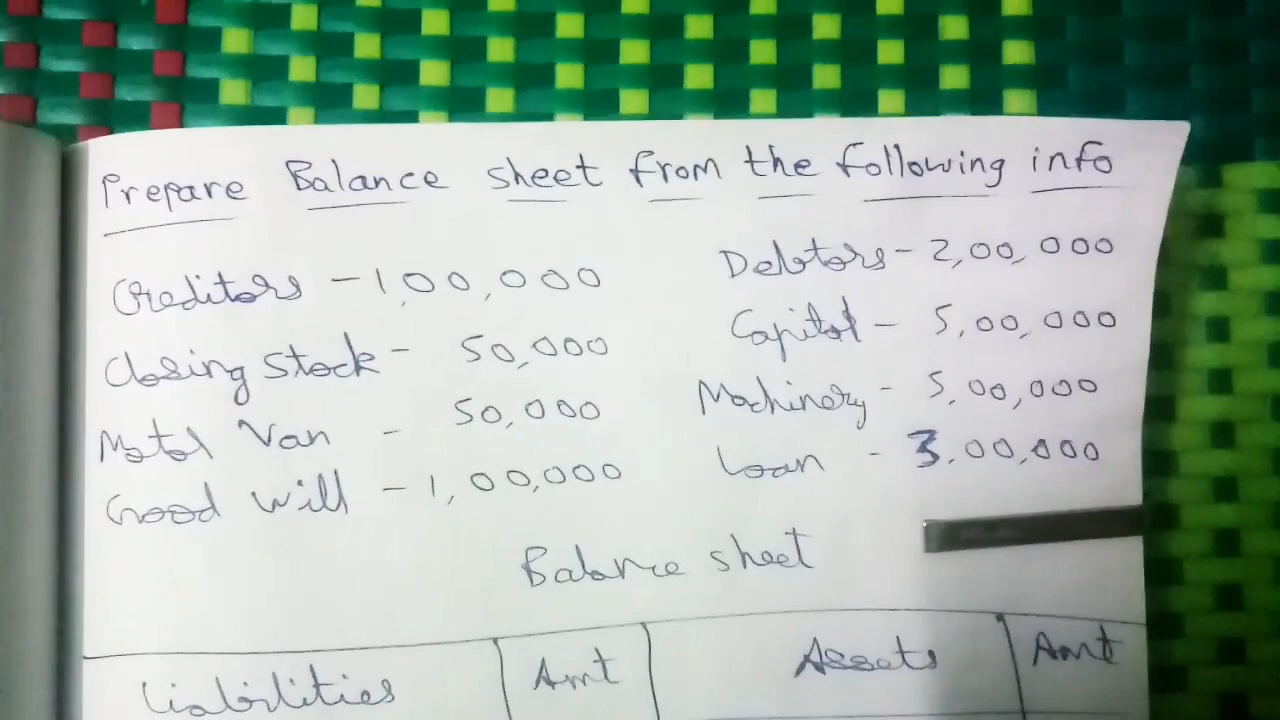 Prepare Balance sheet from the following info
Creditors - 1,00,000
Debtors - 2,00,000
Closing Stock - 50,000
Capital - 5,00,000
Motor Van - 50,000
Machinery - 5,00,000
Good will - 1,00,000
Loan - 3,00,000
Balance sheet
Liabilities Amt Assets Amt